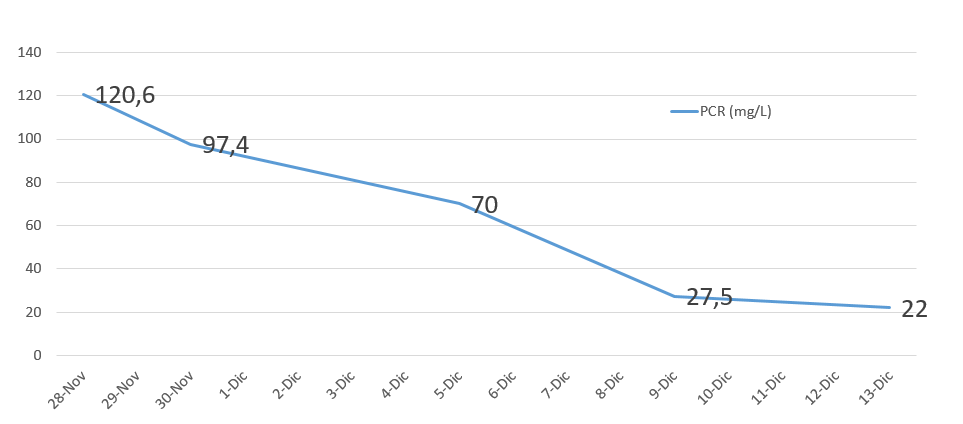 140
120
100
80
60
40
20
0
120,6
97,4
70
27,5
22
PCR (mg/L)
28-Nov
29-Nov
30-Nov
1-Dic
2-Dic
3-Dic
4-Dic
5-Dic
6-Dic
7-Dic
8-Dic
9-Dic
10-Dic
11-Dic
12-Dic
13-Dic